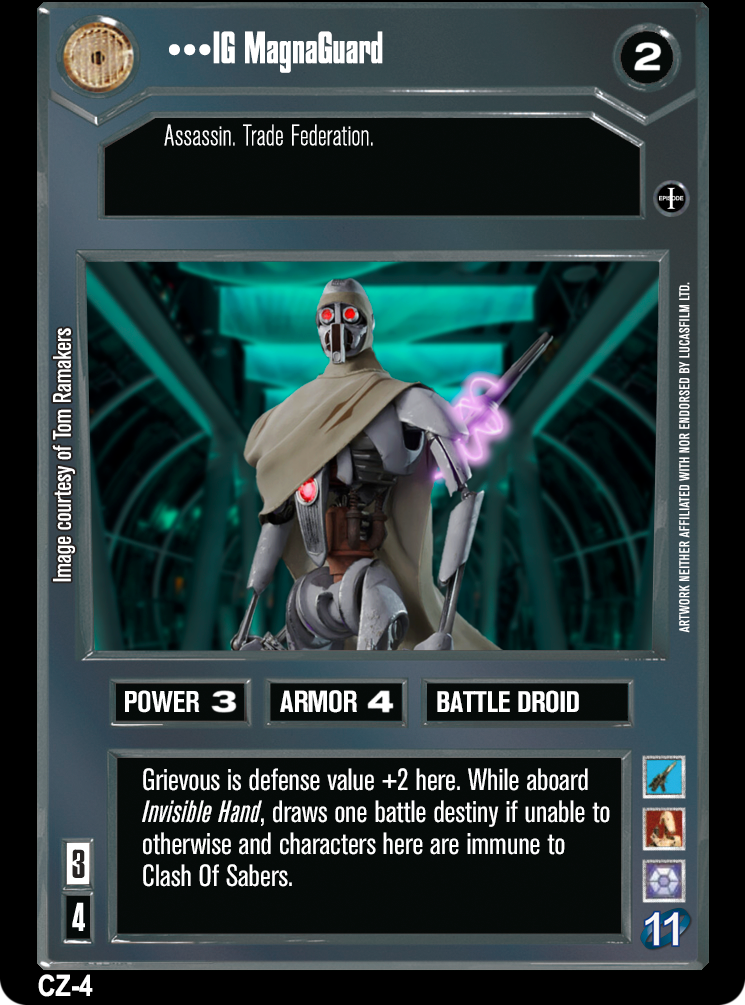 •••IG MagnaGuard
2
Assassin. Trade Federation.
EPISODE I
Image courtesy of Tom Ramakers
ARTWORK NEITHER AFFILIATED WITH NOR ENDORSED BY LUCASFILM LTD.
POWER 3
ARMOR 4
BATTLE DROID
Grievous is defense value +2 here. While aboard
Invisible Hand, draws one battle destiny if unable to
otherwise and characters here are immune to
Clash Of Sabers.
3
4
11
CZ-4